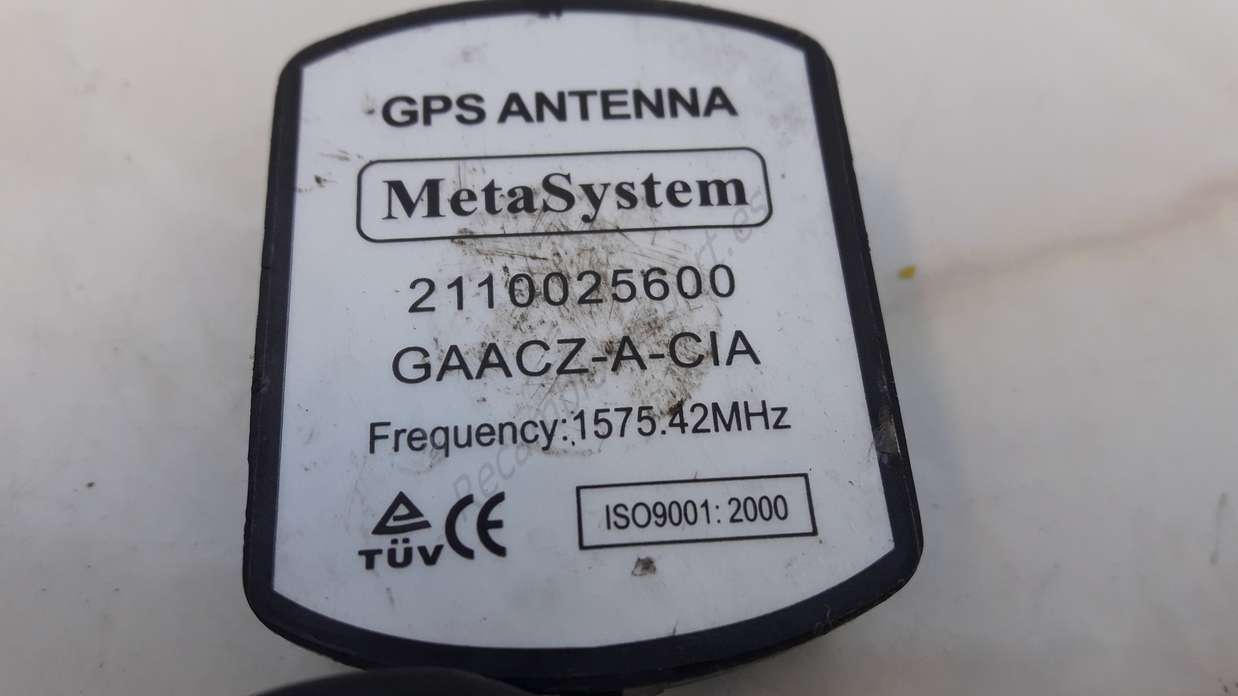 GPS ANTENNA
MetaSystem
2110025600
GAACZ-A-CIA
Frequency:1575.42MHz
TÜV CE
ISO9001: 2000